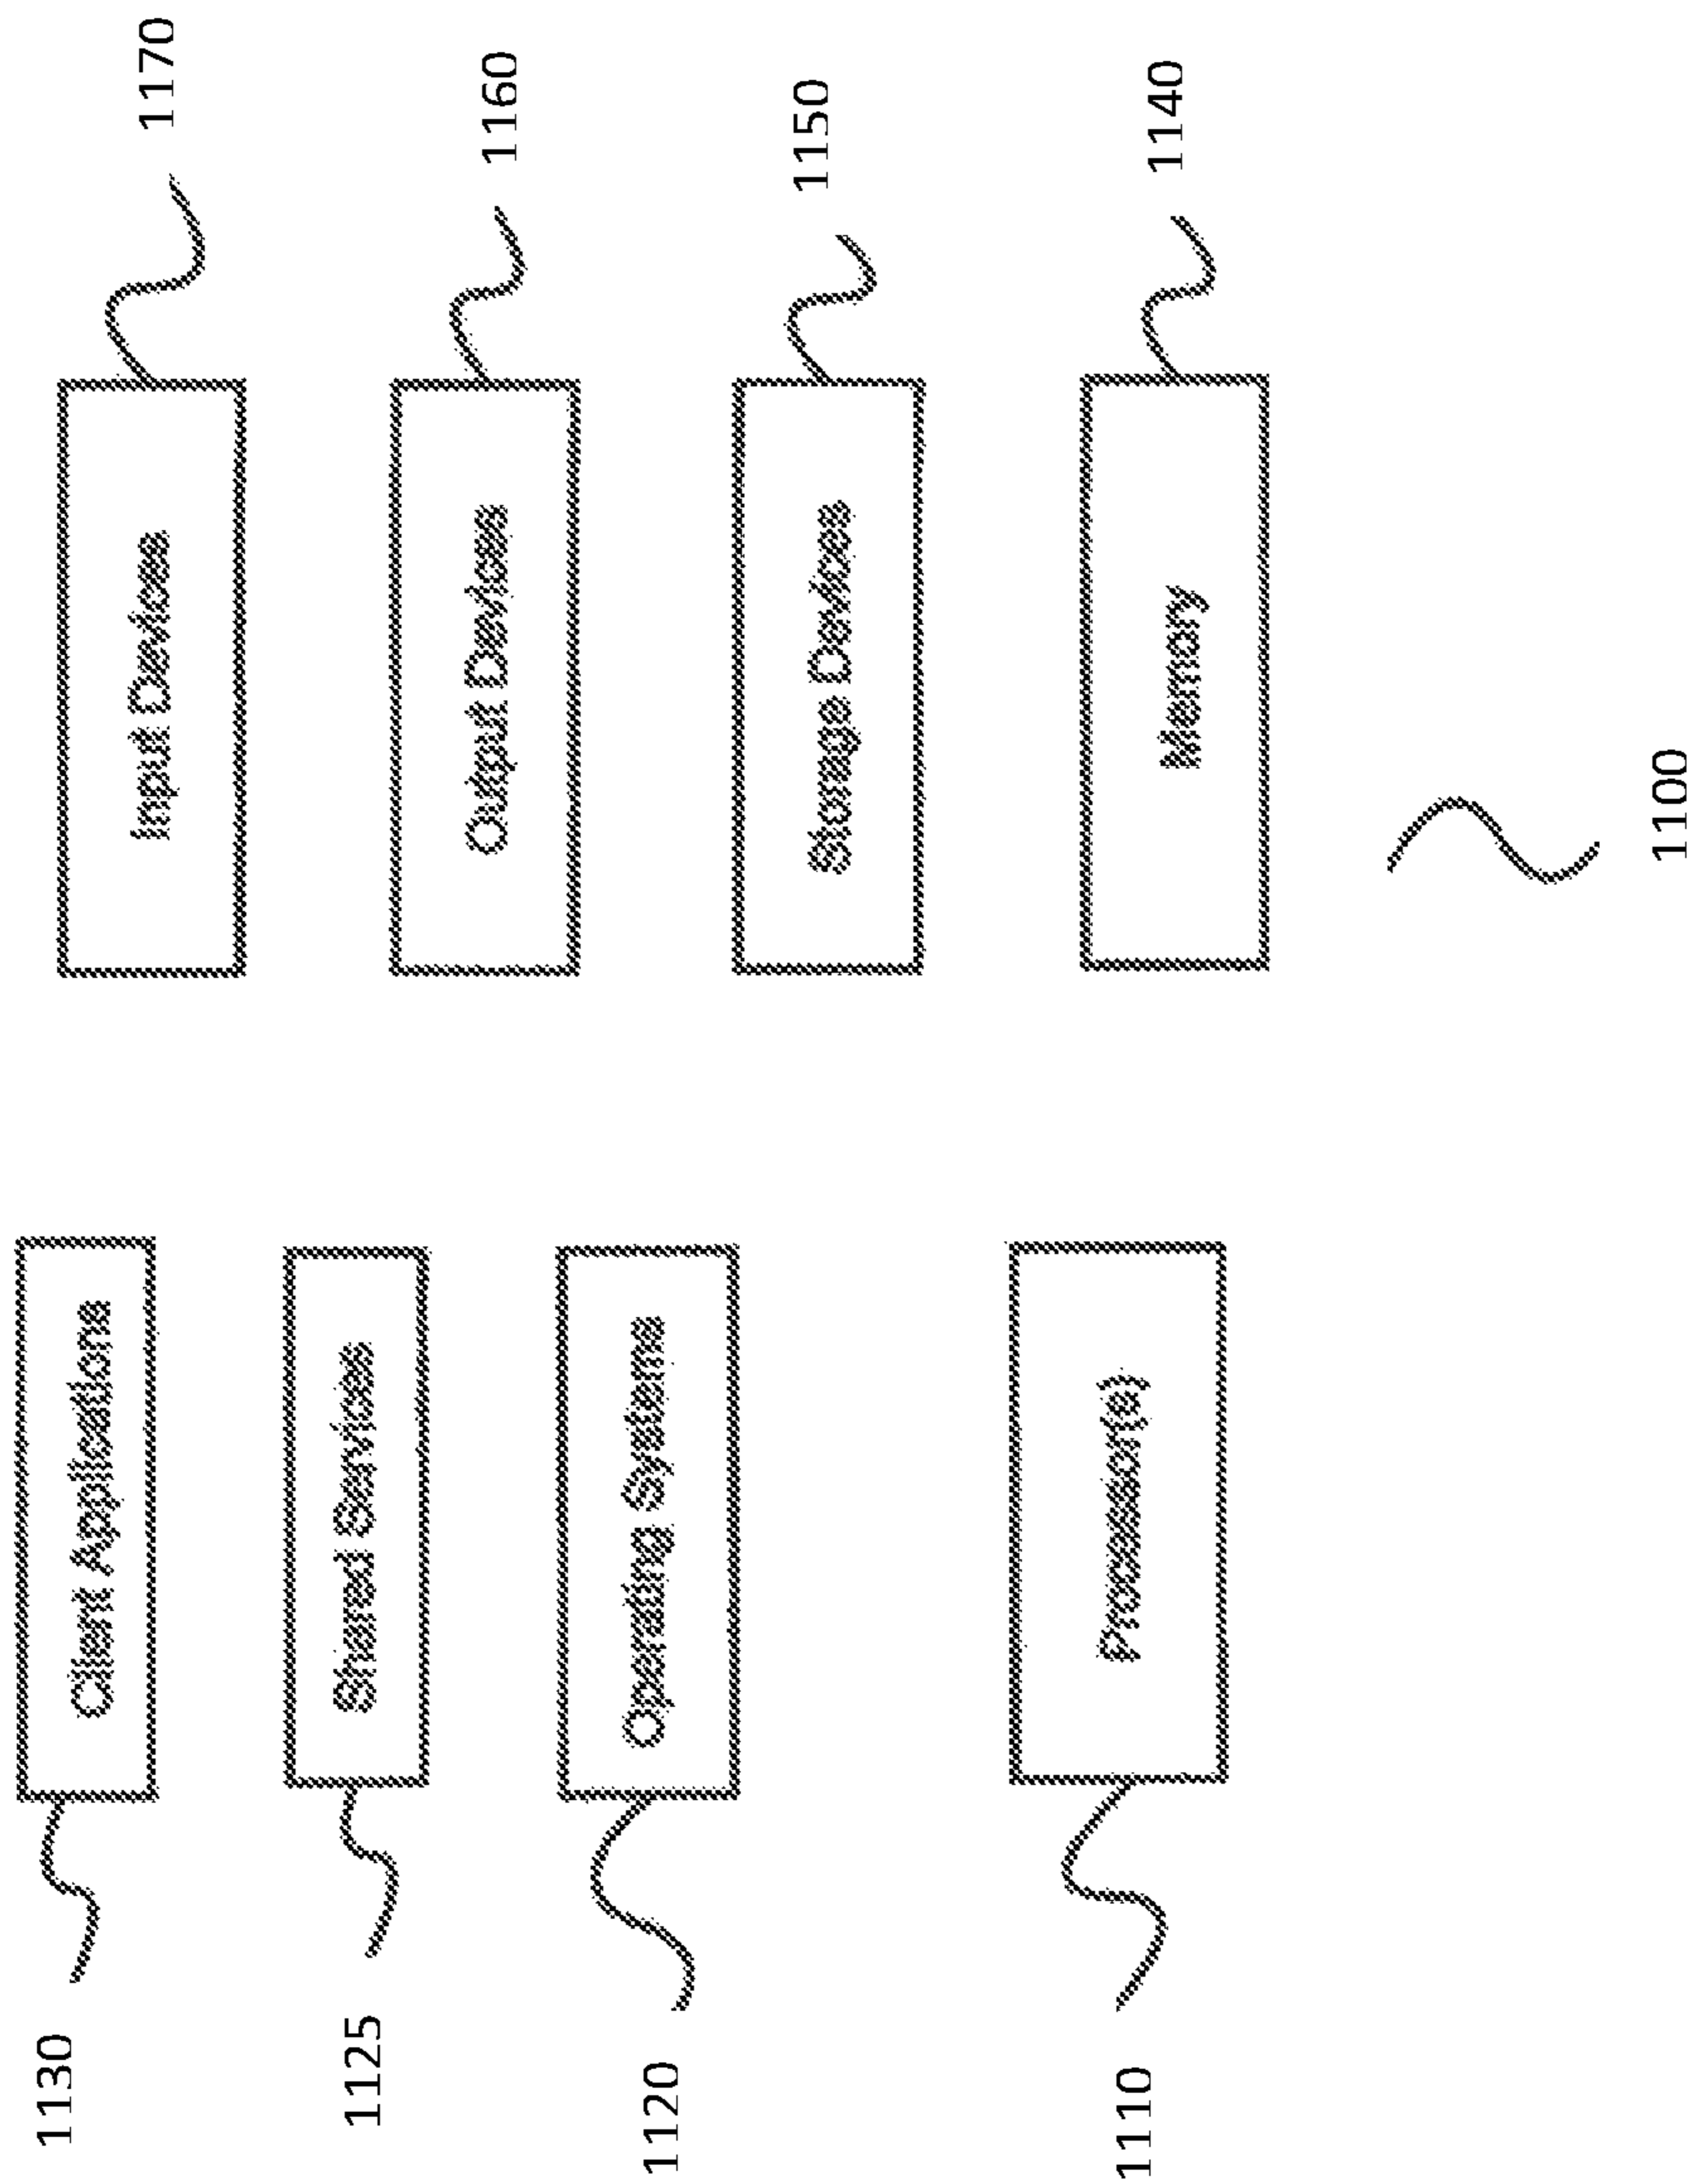 1130
Client Applications
Input Devices
1170
1125
Shared Services
Output Devices
1160
1120
Operating Systems
Storage Devices
1150
1110
Processor(s)
Memory
1140
1100